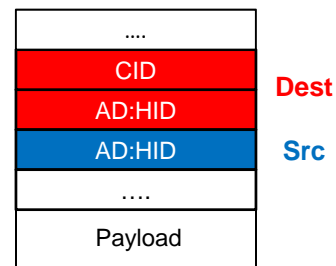 ....
CID
Dest
AD:HID
AD:HID
Src
....
Payload